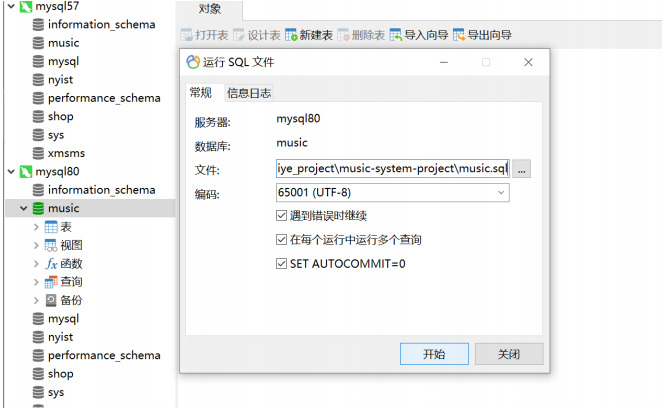 mysql57
information_schema
music
mysql
nyist
performance_schema
shop
sys
xmsms
mysql80
information_schema
music
表
视图
fx 函数
查询
备份
mysql
nyist
performance_schema
shop
sys
对象
打开表 设计表 新建表 删除表 导入向导 导出向导
运行 SQL 文件
常规 信息日志
服务器: mysql80
数据库: music
文件: iye_project\music-system-project\music.sql ...
编码: 65001 (UTF-8)
遇到错误时继续
在每个运行中运行多个查询
SET AUTOCOMMIT=0
开始 关闭